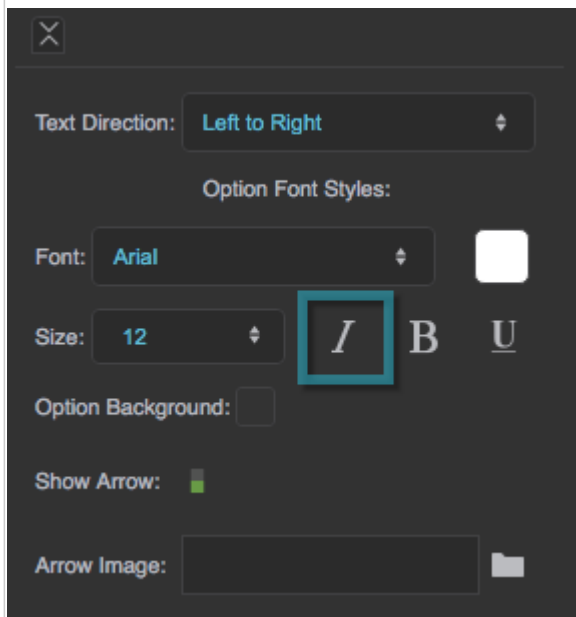 Text Direction: Left to Right
Option Font Styles:
Font: Arial
Size: 12 I B U
Option Background:
Show Arrow:
Arrow Image: